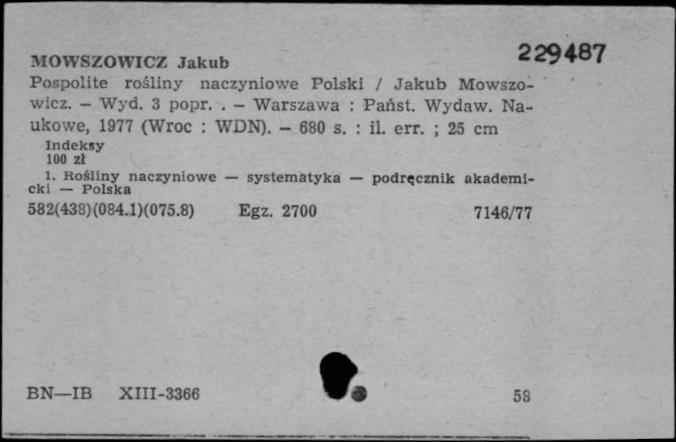 229487
MOWSZOWICZ Jakub
Pospolite rośliny naczyniowe Polski / Jakub Mowszo-
wicz. — Wyd. 3 popr. . — Warszawa : Państ. Wydaw. Na-
ukowe, 1977 (Wroc : WDN). — 680 s. : il. err. ; 25 cm
Indeksy
100 zł
1. Rośliny naczyniowe — systematyka — podręcznik akademi-
cki — Polska
582(438)(084.1)(075.8) Egz. 2700 7146/77
BN—IB XIII-3366 58